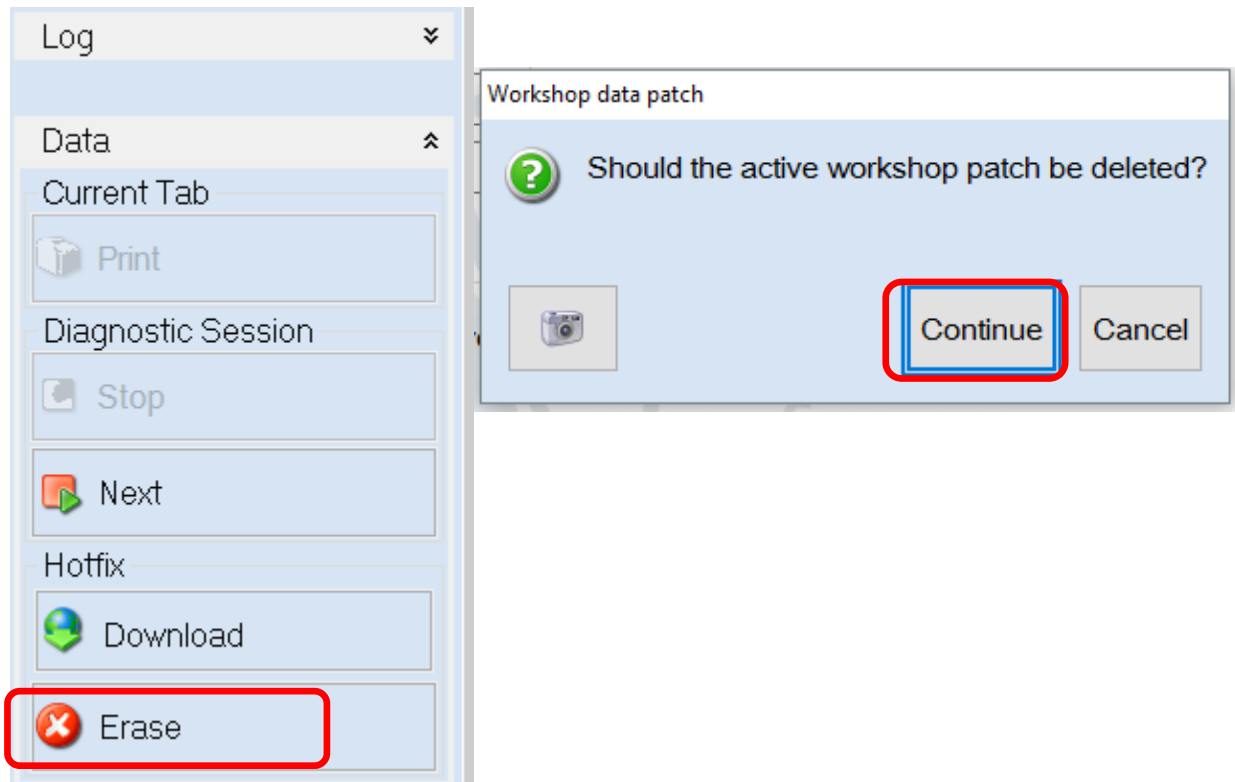 Log
Data
Current Tab
Print
Diagnostic Session
Stop
Next
Hotfix
Download
Erase
Workshop data patch
Should the active workshop patch be deleted?
Continue
Cancel